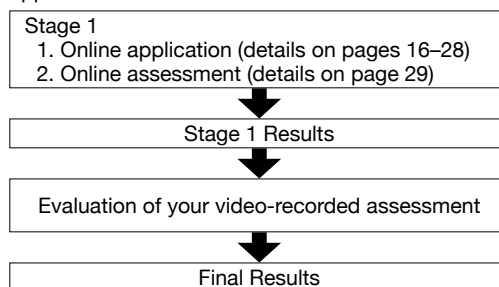 Stage 1
1. Online application (details on pages 16–28)
2. Online assessment (details on page 29)
Stage 1 Results
Evaluation of your video-recorded assessment
Final Results